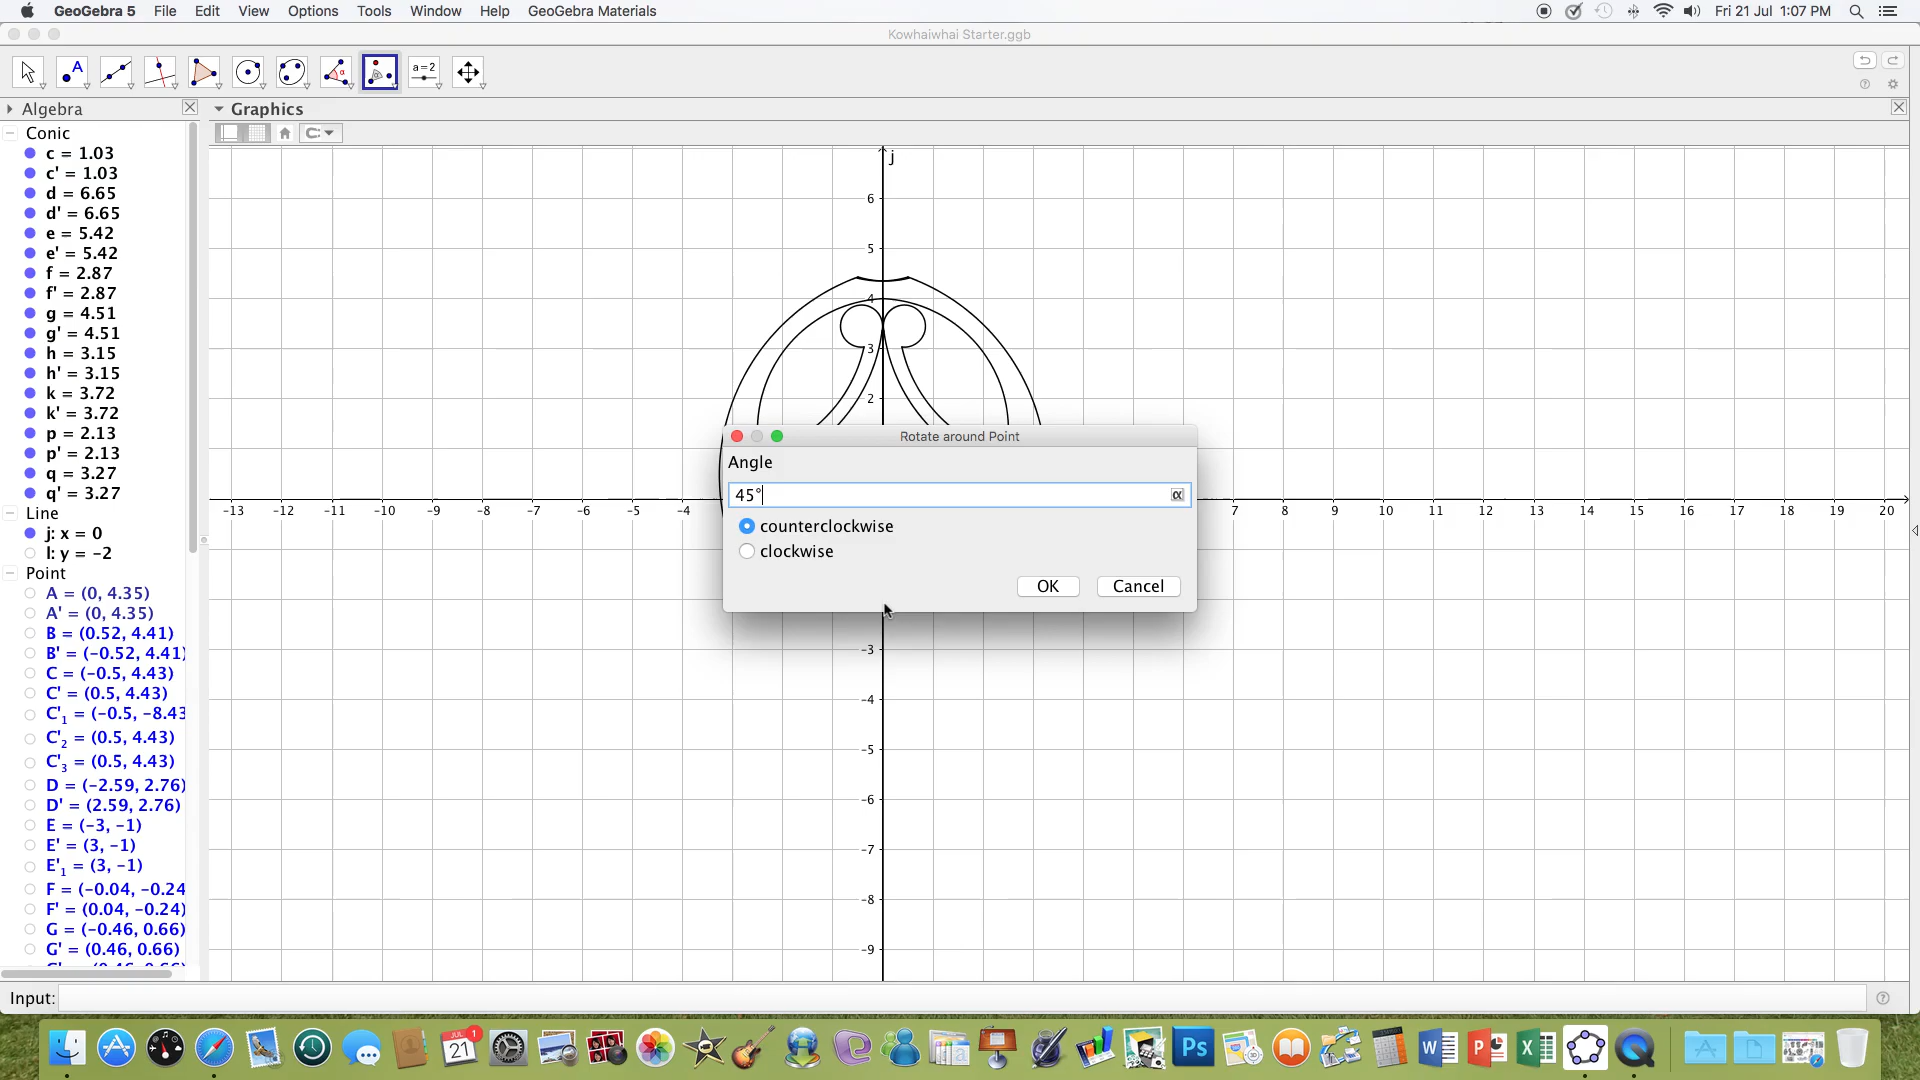 GeoGebra 5 File Edit View Options Tools Window Help GeoGebra Materials Fri 21 Jul 1:07 PM
Kowhaiwhai Starter.ggb
A α a=2
Algebra Graphics
Conic
c = 1.03
c' = 1.03
d = 6.65
d' = 6.65
e = 5.42
e' = 5.42
f = 2.87
f' = 2.87
g = 4.51
g' = 4.51
h = 3.15
h' = 3.15
k = 3.72
k' = 3.72
p = 2.13
p' = 2.13
q = 3.27
q' = 3.27
Line
j: x = 0
l: y = −2
Point
A = (0, 4.35)
A' = (0, 4.35)
B = (0.52, 4.41)
B' = (−0.52, 4.41)
C = (−0.5, 4.43)
C' = (0.5, 4.43)
C'1 = (−0.5, −8.43
C'2 = (0.5, 4.43)
C'3 = (0.5, 4.43)
D = (−2.59, 2.76)
D' = (2.59, 2.76)
E = (−3, −1)
E' = (3, −1)
E'1 = (3, −1)
F = (−0.04, −0.24
F' = (0.04, −0.24)
G = (−0.46, 0.66)
G' = (0.46, 0.66)
j
6
5
4
3
2
Rotate around Point
Angle
45° α
counterclockwise
clockwise
OK Cancel
-13 -12 -11 -10 -9 -8 -7 -6 -5 -4 7 8 9 10 11 12 13 14 15 16 17 18 19 20
-3
-4
-5
-6
-7
-8
-9
Input:
JUL 21 1
Ps W P X